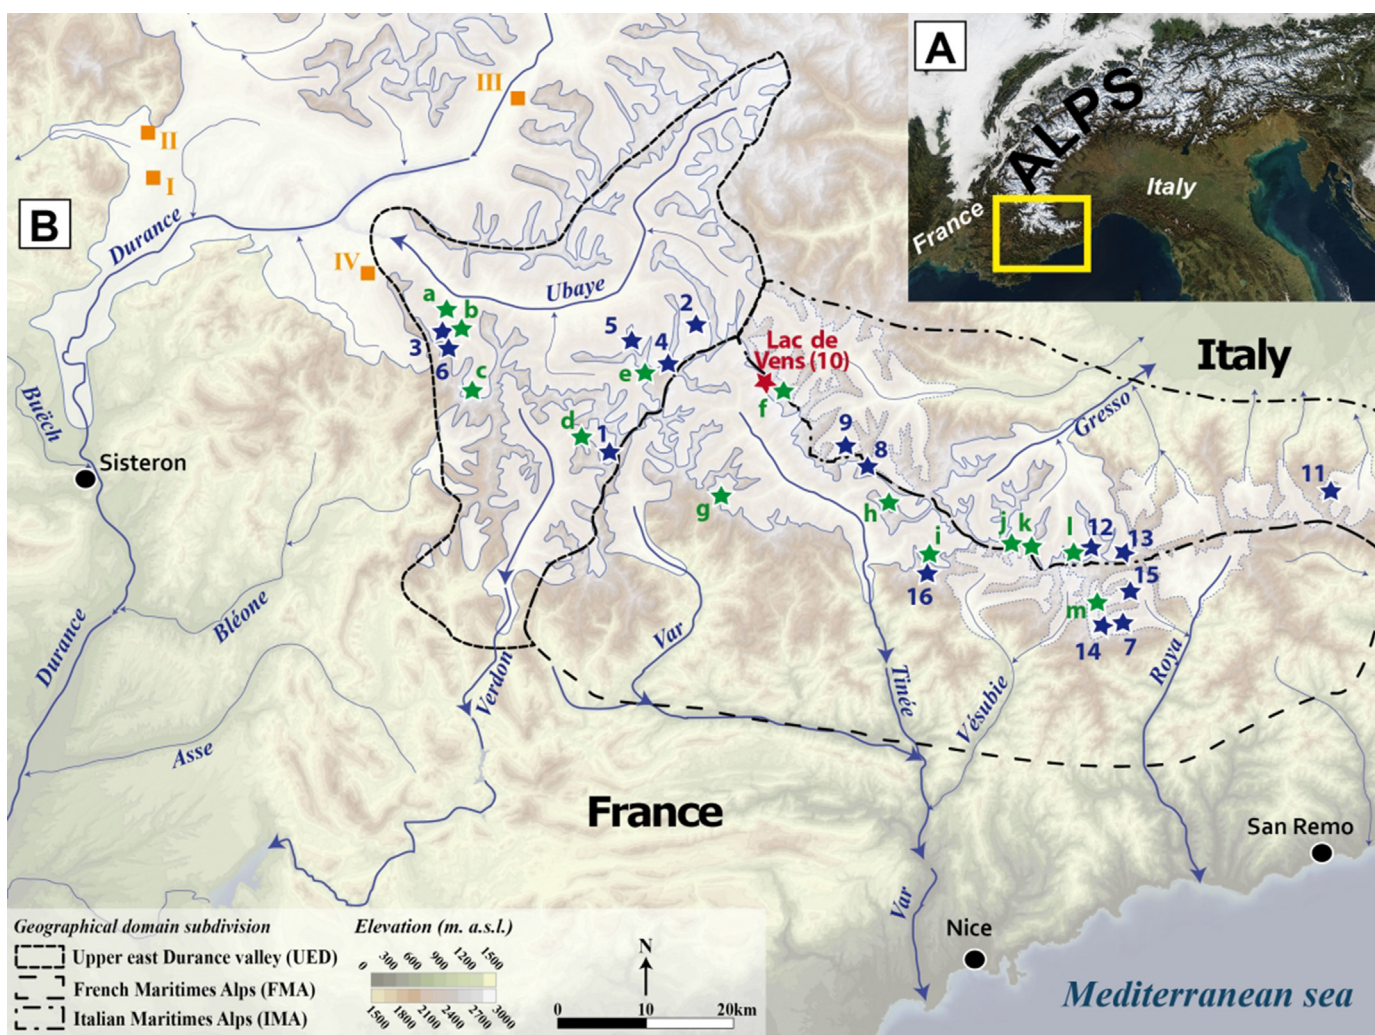 A
ALPS
Italy
France
B
III
II
I
Durance
IV
Ubaye
a
b
3
6
c
5
2
4
e
d
1
Lac de
Vens (10)
f
Italy
Gresso
9
8
11
g
h
i
16
j
k
l
12
13
15
m
14
7
Buëch
Sisteron
Durance
Bléone
Asse
Verdon
Var
Tinée
Vésubie
Roya
France
San Remo
Nice
Var
Mediterranean sea
Geographical domain subdivision
Upper east Durance valley (UED)
French Maritimes Alps (FMA)
Italian Maritimes Alps (IMA)
Elevation (m. a.s.l.)
0 300 600 900 1200 1500
1500 1800 2100 2400 2700 3000
N
0 10 20km